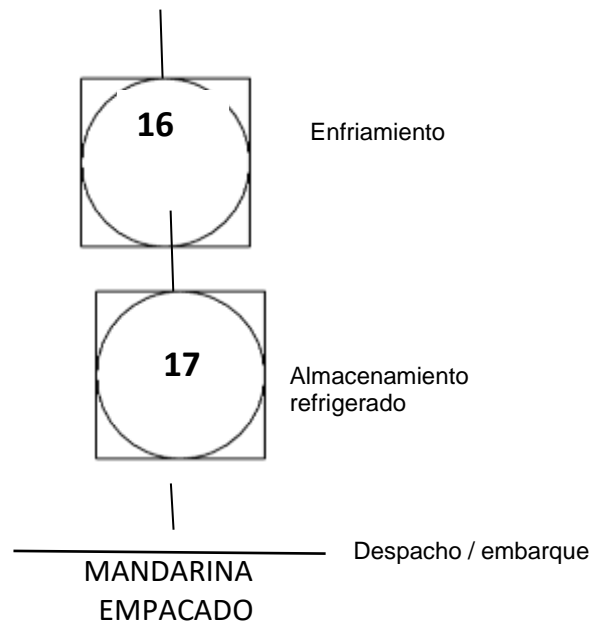 16
Enfriamiento
17
Almacenamiento
refrigerado
Despacho / embarque
MANDARINA
EMPACADO